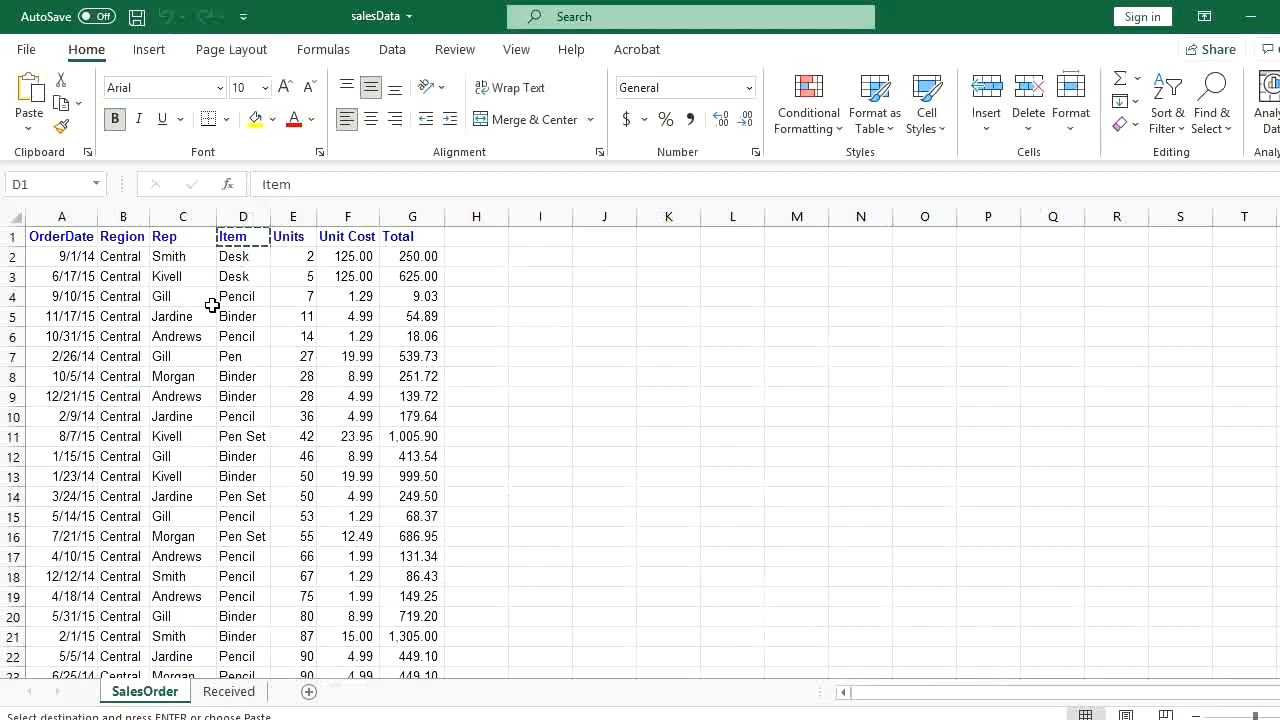 AutoSave Off salesData Search Sign in
File Home Insert Page Layout Formulas Data Review View Help Acrobat Share
Paste Arial 10 Wrap Text General Conditional Format as Cell Insert Delete Format Sort & Find &
B I U Merge & Center $ % Formatting Table Styles Filter Select
Clipboard Font Alignment Number Styles Cells Editing
D1 fx Item
A B C D E F G H I J K L M N O P Q R S T
1 OrderDate Region Rep Item Units Unit Cost Total
2 9/1/14 Central Smith Desk 2 125.00 250.00
3 6/17/15 Central Kivell Desk 5 125.00 625.00
4 9/10/15 Central Gill Pencil 7 1.29 9.03
5 11/17/15 Central Jardine Binder 11 4.99 54.89
6 10/31/15 Central Andrews Pencil 14 1.29 18.06
7 2/26/14 Central Gill Pen 27 19.99 539.73
8 10/5/14 Central Morgan Binder 28 8.99 251.72
9 12/21/15 Central Andrews Binder 28 4.99 139.72
10 2/9/14 Central Jardine Pencil 36 4.99 179.64
11 8/7/15 Central Kivell Pen Set 42 23.95 1,005.90
12 1/15/15 Central Gill Binder 46 8.99 413.54
13 1/23/14 Central Kivell Binder 50 19.99 999.50
14 3/24/15 Central Jardine Pen Set 50 4.99 249.50
15 5/14/15 Central Gill Pencil 53 1.29 68.37
16 7/21/15 Central Morgan Pen Set 55 12.49 686.95
17 4/10/15 Central Andrews Pencil 66 1.99 131.34
18 12/12/14 Central Smith Pencil 67 1.29 86.43
19 4/18/14 Central Andrews Pencil 75 1.99 149.25
20 5/31/15 Central Gill Binder 80 8.99 719.20
21 2/1/15 Central Smith Binder 87 15.00 1,305.00
22 5/5/14 Central Jardine Pencil 90 4.99 449.10
23 6/25/14 Central Morgan Pencil 90 4.99 449.10
SalesOrder Received
Select destination and press ENTER or choose Paste